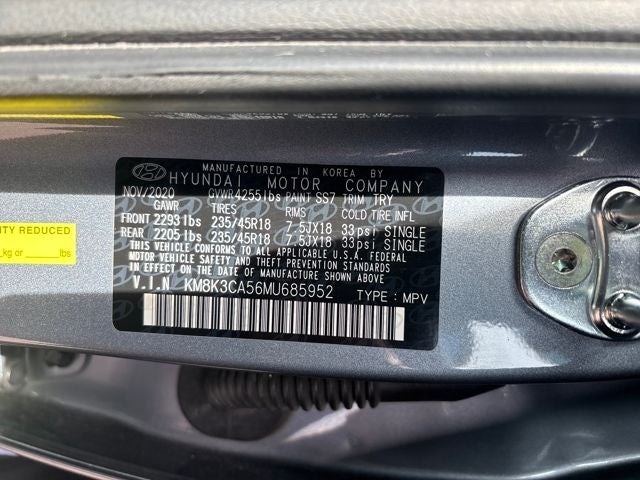 MANUFACTURED IN KOREA BY
HYUNDAI MOTOR COMPANY
NOV/2020 GVWR 4255lbs PAINT SS7 TRIM TRY
GAWR TIRES RIMS COLD TIRE INFL
FRONT 2293lbs 235/45R18 7.5JX18 33psi SINGLE
REAR 2205lbs 235/45R18 7.5JX18 33psi SINGLE
THIS VEHICLE CONFORMS TO ALL APPLICABLE U.S.A. FEDERAL
MOTOR VEHICLE SAFETY AND THEFT PREVENTION STANDARDS
IN EFFECT ON THE DATE OF MANUFACTURE SHOWN ABOVE.
V.I.N KM8K3CA56MU685952 TYPE : MPV
ITY REDUCED
kg or ______lbs